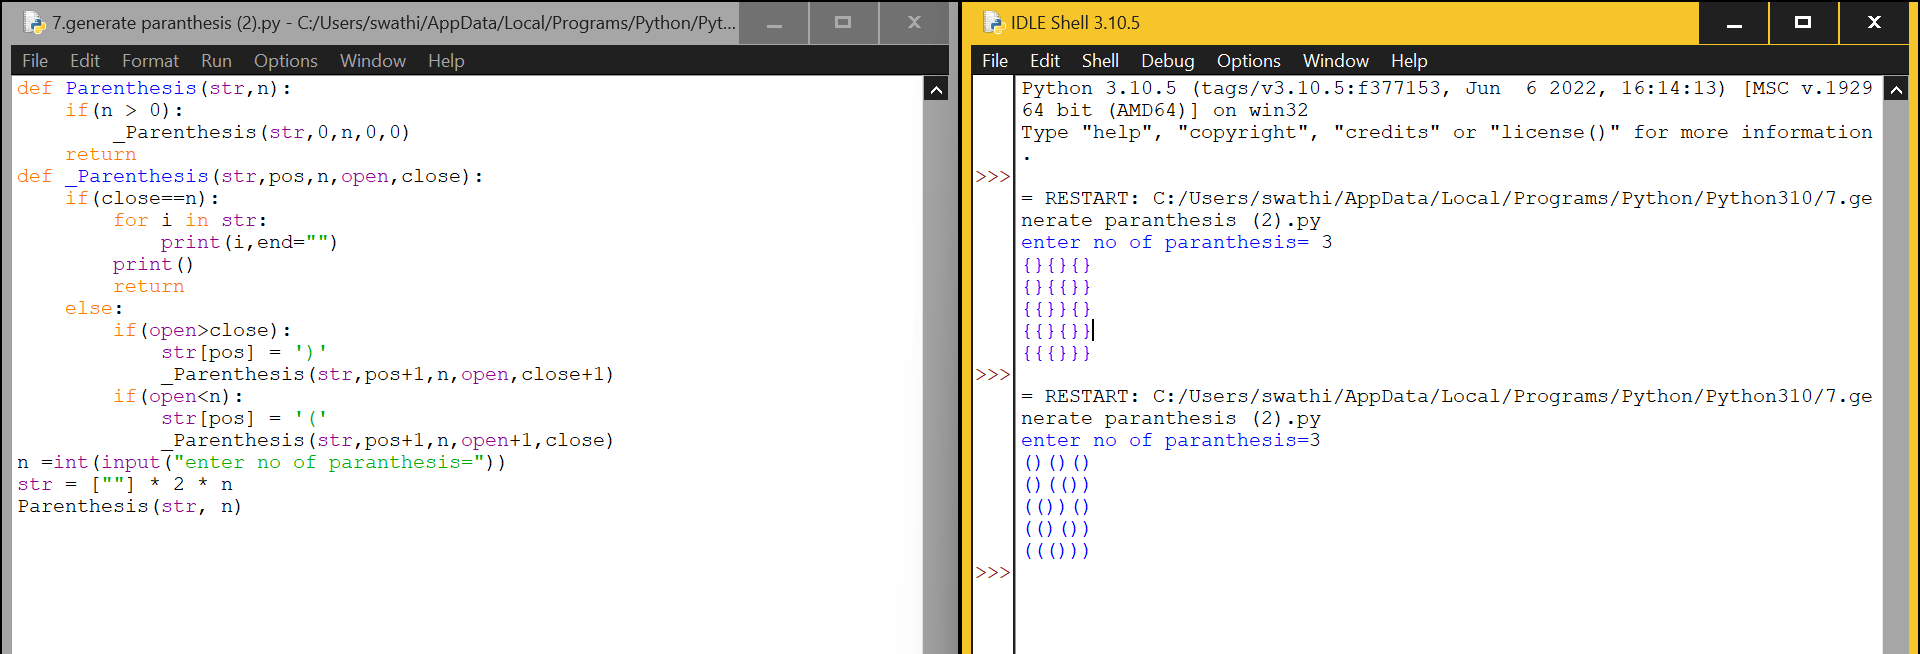 7.generate paranthesis (2).py - C:/Users/swathi/AppData/Local/Programs/Python/Pyt...
File Edit Format Run Options Window Help
def Parenthesis(str,n):
    if(n > 0):
        _Parenthesis(str,0,n,0,0)
    return
def _Parenthesis(str,pos,n,open,close):
    if(close==n):
        for i in str:
            print(i,end="")
        print()
        return
    else:
        if(open>close):
            str[pos] = ')'
            _Parenthesis(str,pos+1,n,open,close+1)
        if(open<n):
            str[pos] = '('
            _Parenthesis(str,pos+1,n,open+1,close)
n =int(input("enter no of paranthesis="))
str = [""] * 2 * n
Parenthesis(str, n)
IDLE Shell 3.10.5
File Edit Shell Debug Options Window Help
Python 3.10.5 (tags/v3.10.5:f377153, Jun  6 2022, 16:14:13) [MSC v.1929
64 bit (AMD64)] on win32
Type "help", "copyright", "credits" or "license()" for more information
.
>>>
= RESTART: C:/Users/swathi/AppData/Local/Programs/Python/Python310/7.ge
nerate paranthesis (2).py
enter no of paranthesis= 3
{}{}{}
{}{{}}
{{}}{}
{{}{}}
{{{}}}
>>>
= RESTART: C:/Users/swathi/AppData/Local/Programs/Python/Python310/7.ge
nerate paranthesis (2).py
enter no of paranthesis=3
()()()
()(())
(())()
(()())
((()))
>>>